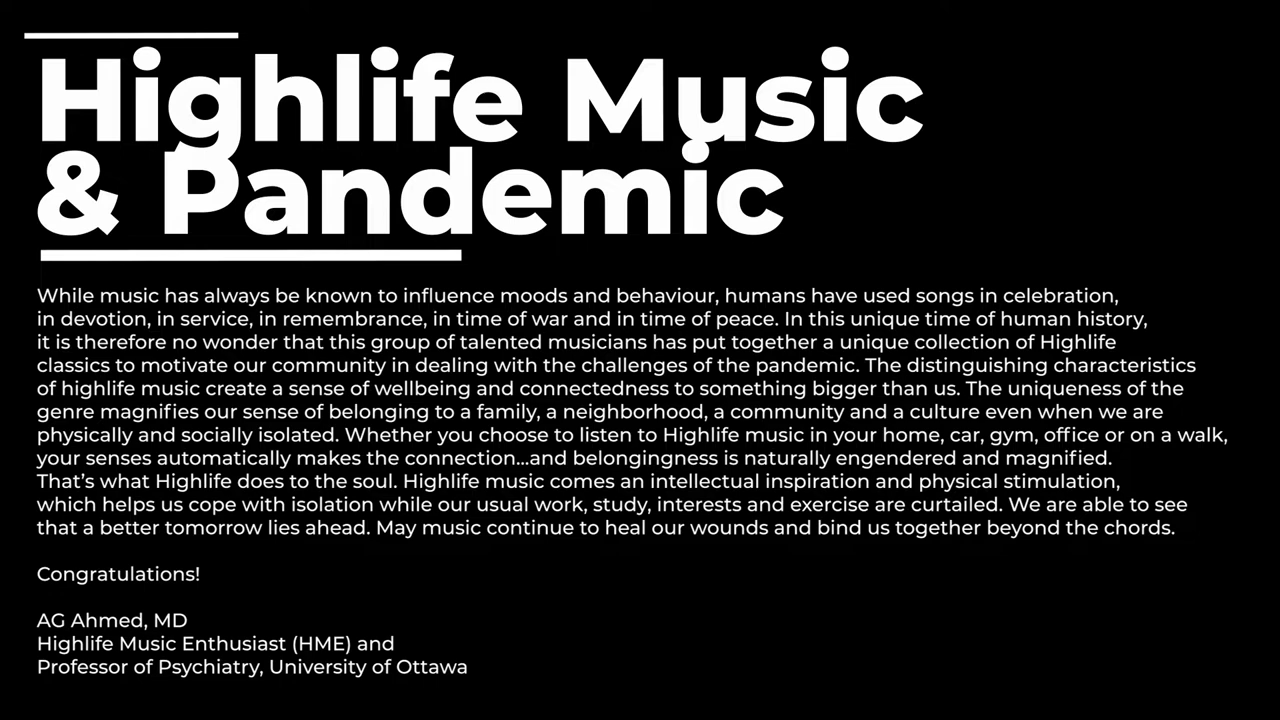 Highlife Music
& Pandemic
While music has always be known to influence moods and behaviour, humans have used songs in celebration,
in devotion, in service, in remembrance, in time of war and in time of peace. In this unique time of human history,
it is therefore no wonder that this group of talented musicians has put together a unique collection of Highlife
classics to motivate our community in dealing with the challenges of the pandemic. The distinguishing characteristics
of highlife music create a sense of wellbeing and connectedness to something bigger than us. The uniqueness of the
genre magnifies our sense of belonging to a family, a neighborhood, a community and a culture even when we are
physically and socially isolated. Whether you choose to listen to Highlife music in your home, car, gym, office or on a walk,
your senses automatically makes the connection...and belongingness is naturally engendered and magnified.
That's what Highlife does to the soul. Highlife music comes an intellectual inspiration and physical stimulation,
which helps us cope with isolation while our usual work, study, interests and exercise are curtailed. We are able to see
that a better tomorrow lies ahead. May music continue to heal our wounds and bind us together beyond the chords.
Congratulations!
AG Ahmed, MD
Highlife Music Enthusiast (HME) and
Professor of Psychiatry, University of Ottawa